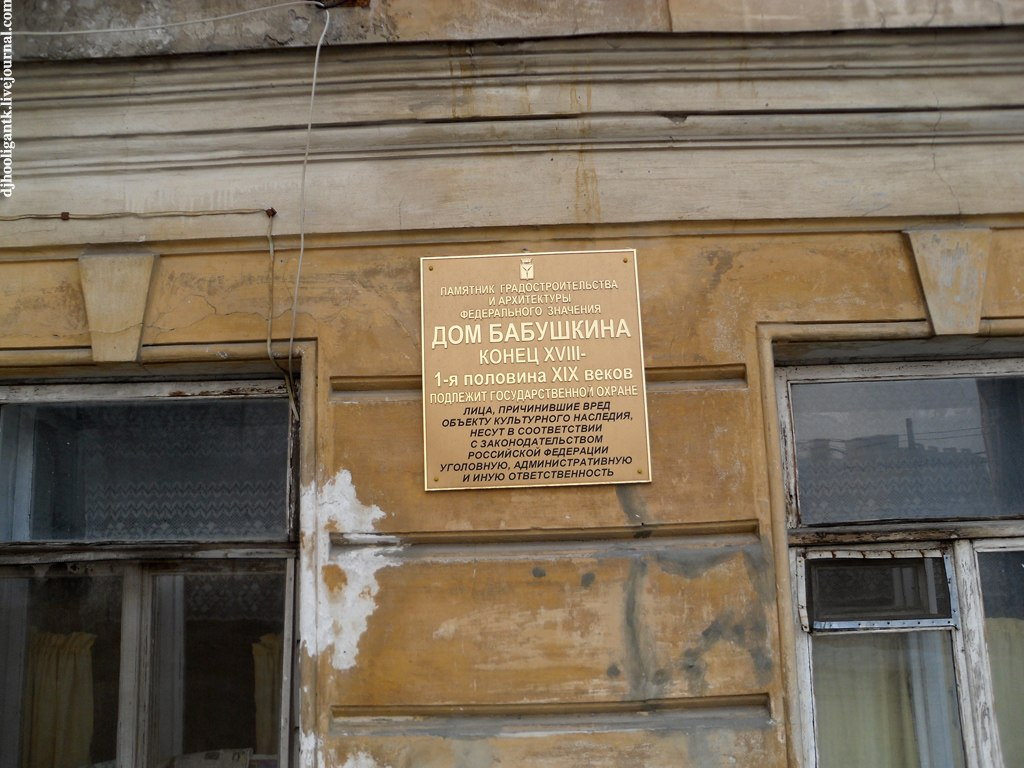 djhooligantk.livejournal.com
ПАМЯТНИК ГРАДОСТРОИТЕЛЬСТВА
И АРХИТЕКТУРЫ
ФЕДЕРАЛЬНОГО ЗНАЧЕНИЯ
ДОМ БАБУШКИНА
КОНЕЦ XVIII-
1-я половина XIX веков
ПОДЛЕЖИТ ГОСУДАРСТВЕННОЙ ОХРАНЕ
ЛИЦА, ПРИЧИНИВШИЕ ВРЕД
ОБЪЕКТУ КУЛЬТУРНОГО НАСЛЕДИЯ,
НЕСУТ В СООТВЕТСТВИИ
С ЗАКОНОДАТЕЛЬСТВОМ
РОССИЙСКОЙ ФЕДЕРАЦИИ
УГОЛОВНУЮ, АДМИНИСТРАТИВНУЮ
И ИНУЮ ОТВЕТСТВЕННОСТЬ